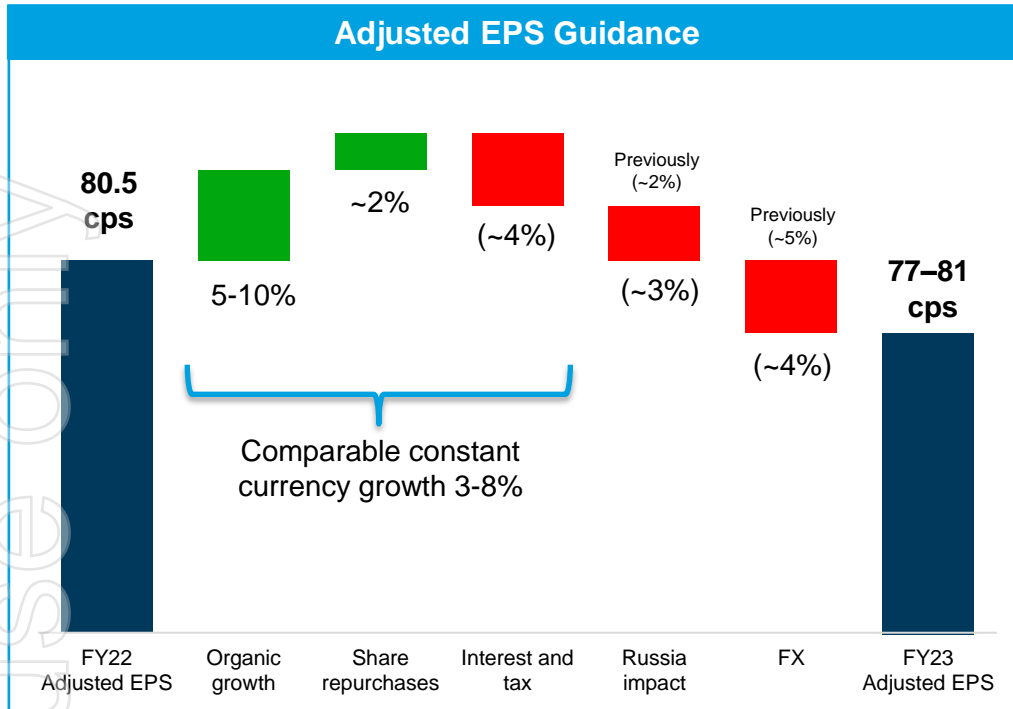 Adjusted EPS Guidance
80.5
cps
5-10%
~2%
(~4%)
Previously
(~2%)
(~3%)
Previously
(~5%)
(~4%)
77–81
cps
Comparable constant
currency growth 3-8%
FY22
Adjusted EPS
Organic
growth
Share
repurchases
Interest and
tax
Russia
impact
FX
FY23
Adjusted EPS
use only